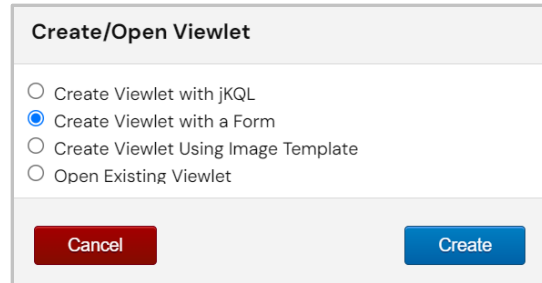 Create/Open Viewlet
Create Viewlet with jKQL
Create Viewlet with a Form
Create Viewlet Using Image Template
Open Existing Viewlet
Cancel
Create